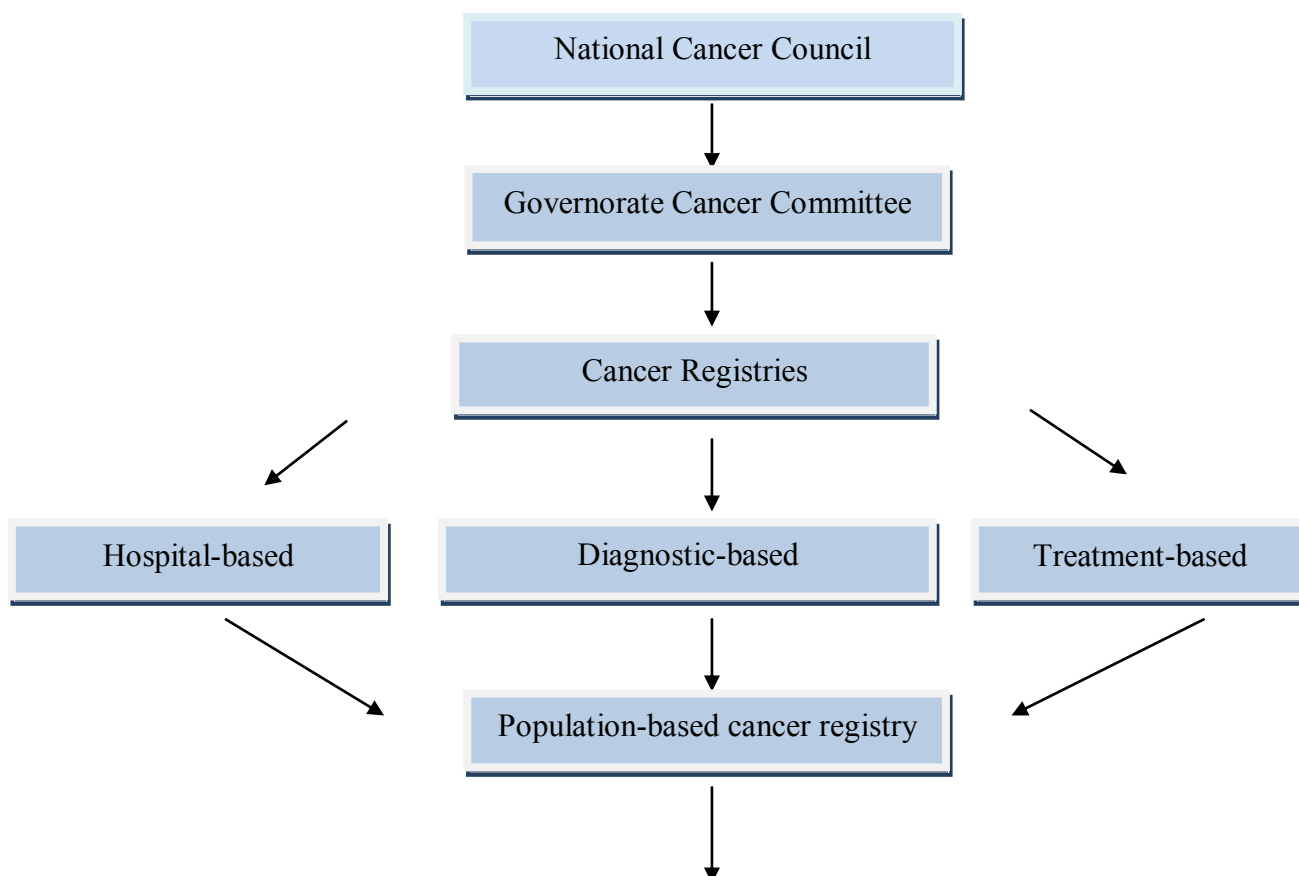 National Cancer Council
Governorate Cancer Committee
Cancer Registries
Hospital-based
Diagnostic-based
Treatment-based
Population-based cancer registry